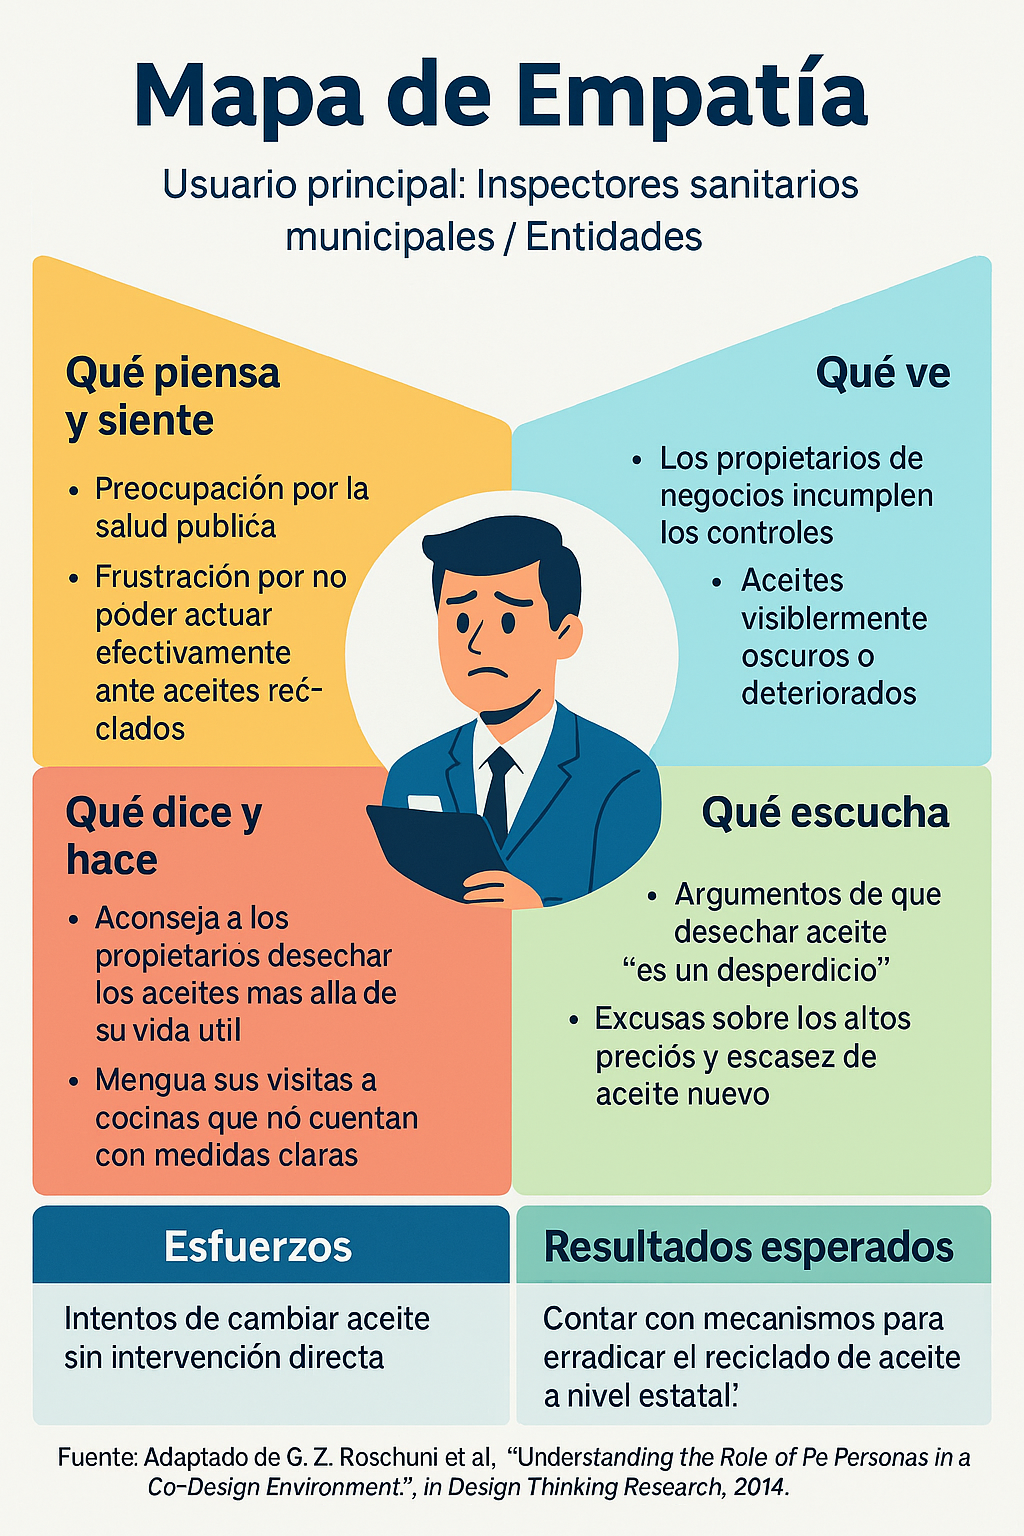 Mapa de Empatía
Usuario principal: Inspectores sanitarios
municipales / Entidades
Qué piensa
y siente
• Preocupación por la
salud publića
• Frustración por no
póder actuar
efectivamente
ante aceites reć-
clados
Qué ve
• Los propietarios de
negocios incumplen
los controles
• Aceites
visiblermente
oscuros o
deteriorados
Qué dice y
hace
• Aconseja a los
propietarios desechar
los aceites mas alla de
su vida util
• Mengua sus visitas a
cocinas que nó cuentan
con medidas claras
Qué escucha
• Argumentos de que
desechar aceite
“es un desperdicio”
• Excusas sobre los altos
preciós y escasez de
aceite nuevo
Esfuerzos
Intentos de cambiar aceite
sin intervención directa
Resultados esperados
Contar con mecanismos para
erradicar el reciclado de aceite
a nivel estatal.’
Fuente: Adaptado de G. Z. Roschuni et al, “Understanding the Role of Pe Personas in a
Co-Design Environment.”, in Design Thinking Research, 2014.